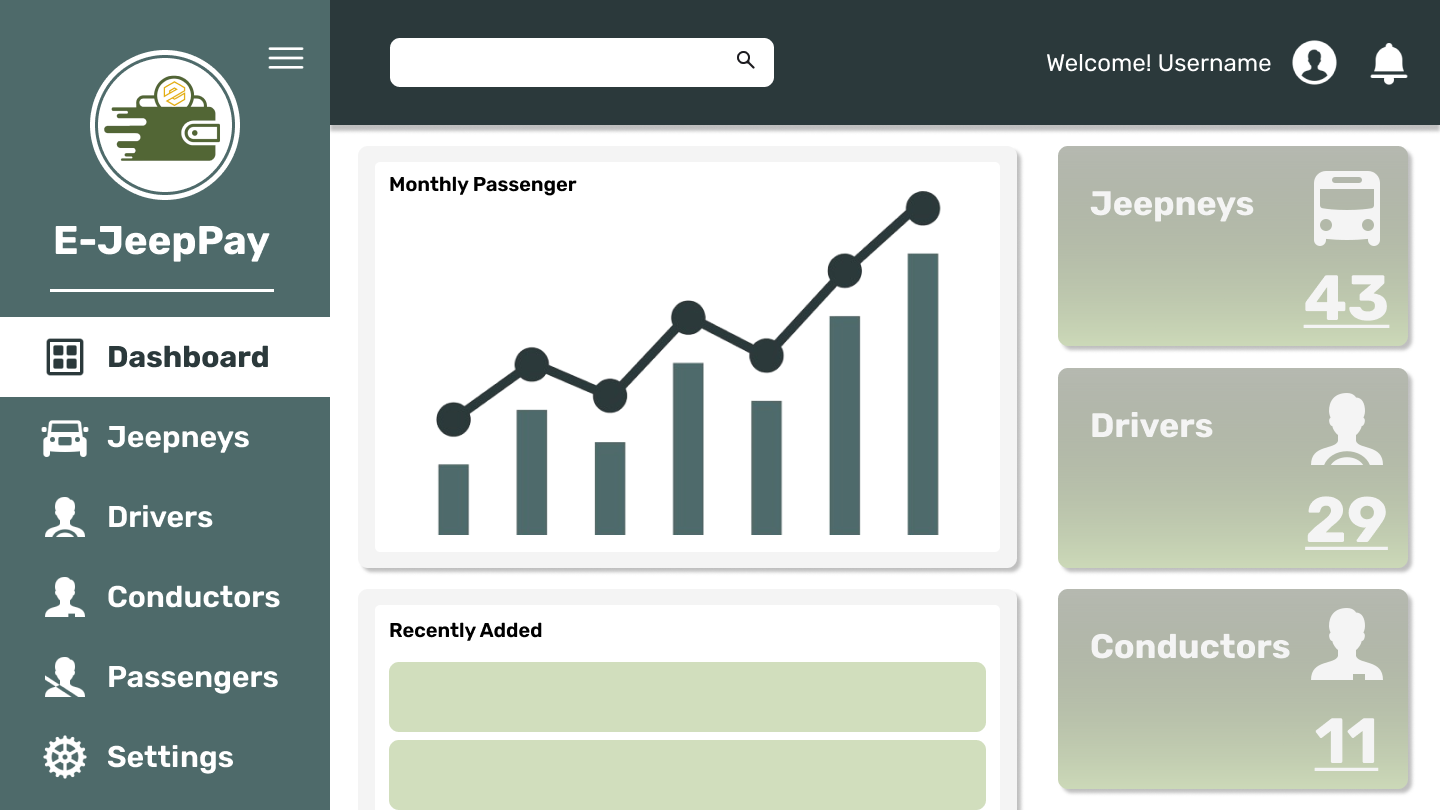 E-JeepPay
Dashboard
Jeepneys
Drivers
Conductors
Passengers
Settings
Welcome! Username
Monthly Passenger
Recently Added
Jeepneys
43
Drivers
29
Conductors
11